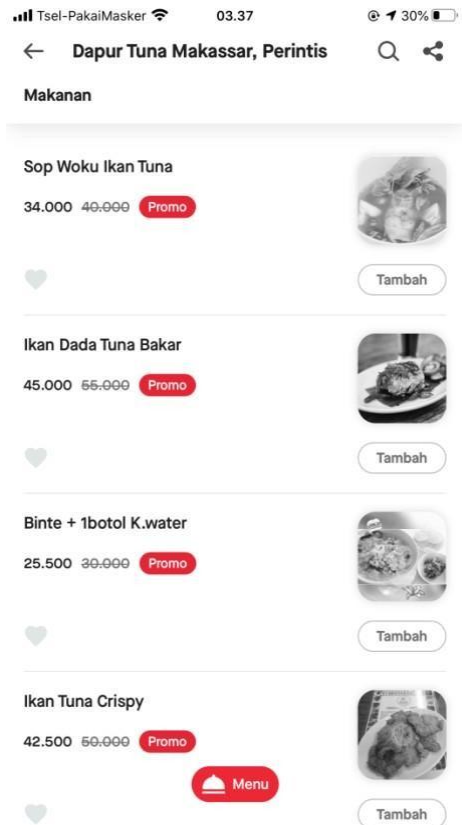 Tsel-PakaiMasker 03.37 30%
Dapur Tuna Makassar, Perintis
Makanan
Sop Woku Ikan Tuna
34.000 40.000 Promo
Tambah
Ikan Dada Tuna Bakar
45.000 55.000 Promo
Tambah
Binte + 1botol K.water
25.500 30.000 Promo
Tambah
Ikan Tuna Crispy
42.500 50.000 Promo
Menu
Tambah